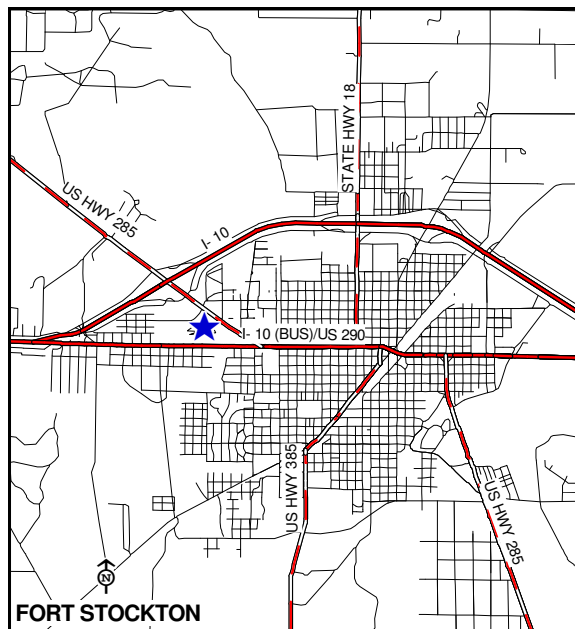 STATE HWY 18
US HWY 285
I- 10
I- 10 (BUS)/US 290
US HWY 385
US HWY 285
N
FORT STOCKTON